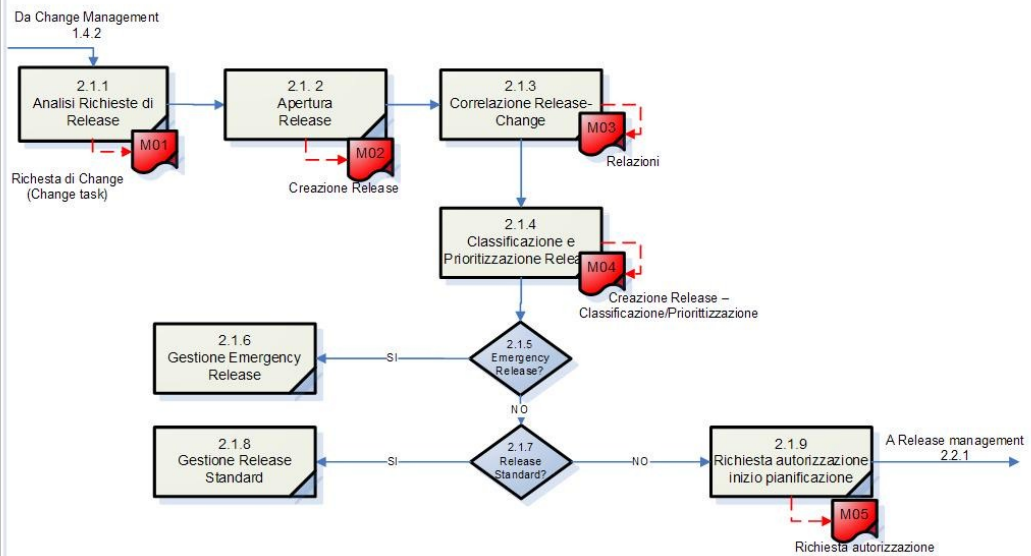 Da Change Management
1.4.2
2.1.1
Analisi Richieste di
Release
M01
Richesta di Change
(Change task)
2.1. 2
Apertura
Release
M02
Creazione Release
2.1.3
Correlazione Release-
Change
M03
Relazioni
2.1.4
Classificazione e
Prioritizzazione Relea
M04
Creazione Release –
Classificazione/Priorittizzazione
2.1.5
Emergency
Release?
SI
2.1.6
Gestione Emergency
Release
NO
2.1.7
Release
Standard?
SI
2.1.8
Gestione Release
Standard
NO
2.1.9
Richiesta autorizzazione
inizio pianificazione
M05
Richiesta autorizzazione
A Release management
2.2.1